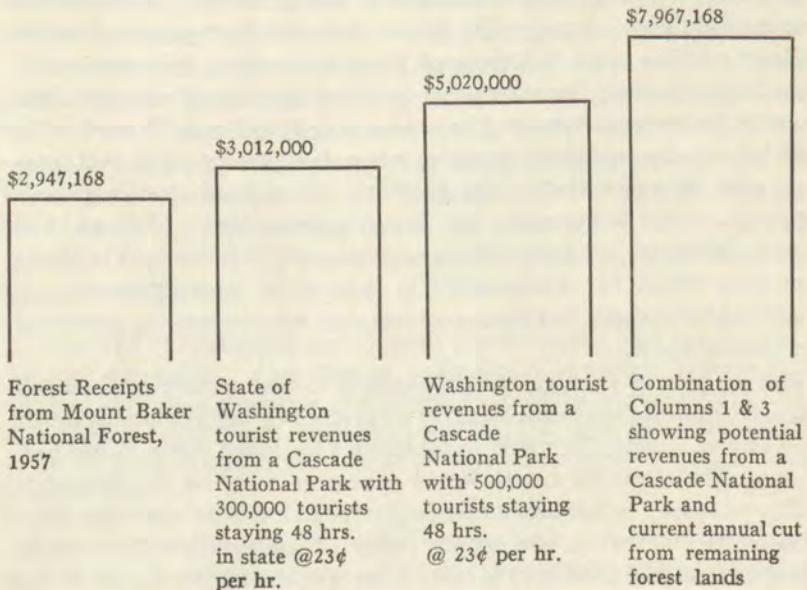 $2,947,168
Forest Receipts
from Mount Baker
National Forest,
1957
$3,012,000
State of
Washington
tourist revenues
from a Cascade
National Park with
300,000 tourists
staying 48 hrs.
in state @23¢
per hr.
$5,020,000
Washington tourist
revenues from a
Cascade
National Park
with 500,000
tourists staying
48 hrs.
@ 23¢ per hr.
$7,967,168
Combination of
Columns 1 & 3
showing potential
revenues from a
Cascade National
Park and
current annual cut
from remaining
forest lands